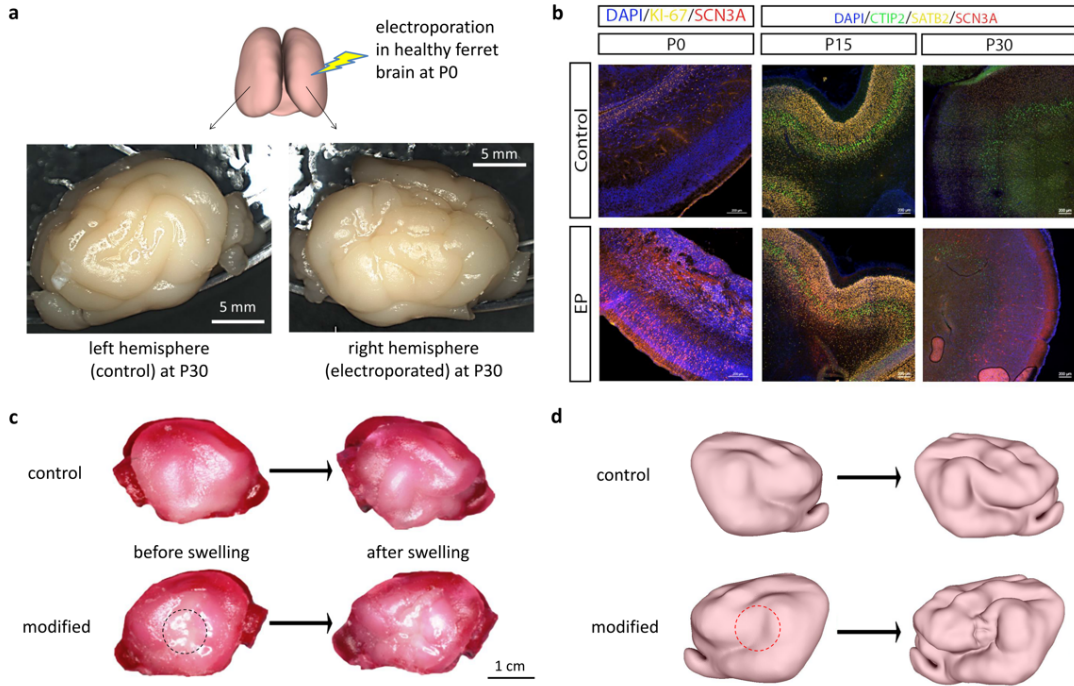 a
electroporation
in healthy ferret
brain at P0
5 mm
5 mm
left hemisphere
(control) at P30
right hemisphere
(electroporated) at P30
b
DAPI/KI-67/SCN3A
DAPI/CTIP2/SATB2/SCN3A
P0
P15
P30
Control
EP
c
control
before swelling
after swelling
modified
1 cm
d
control
modified